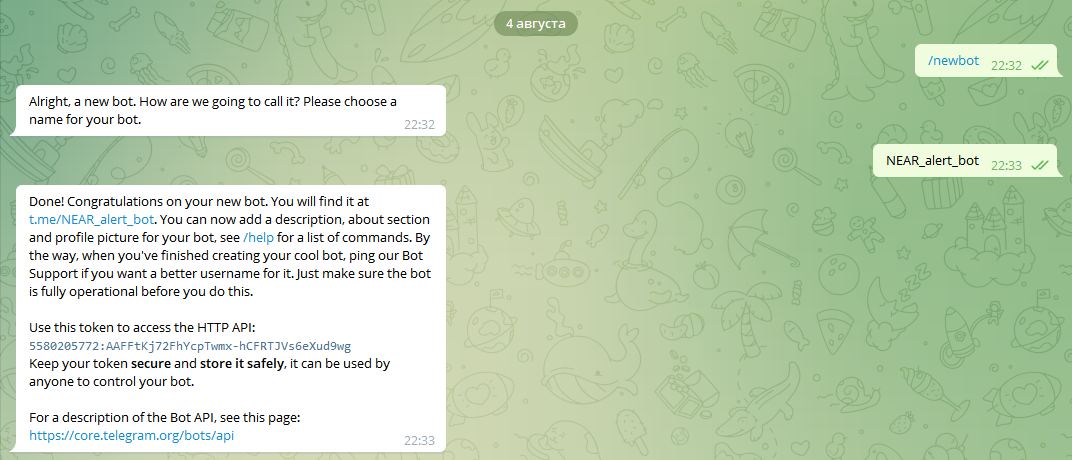 4 августа
/newbot 22:32
Alright, a new bot. How are we going to call it? Please choose a
name for your bot.
22:32
NEAR_alert_bot 22:33
Done! Congratulations on your new bot. You will find it at
t.me/NEAR_alert_bot. You can now add a description, about section
and profile picture for your bot, see /help for a list of commands. By
the way, when you've finished creating your cool bot, ping our Bot
Support if you want a better username for it. Just make sure the bot
is fully operational before you do this.
Use this token to access the HTTP API:
5580205772:AAFFtKj72FhYcpTwmx-hCFRTJVs6eXud9wg
Keep your token secure and store it safely, it can be used by
anyone to control your bot.
For a description of the Bot API, see this page:
https://core.telegram.org/bots/api
22:33